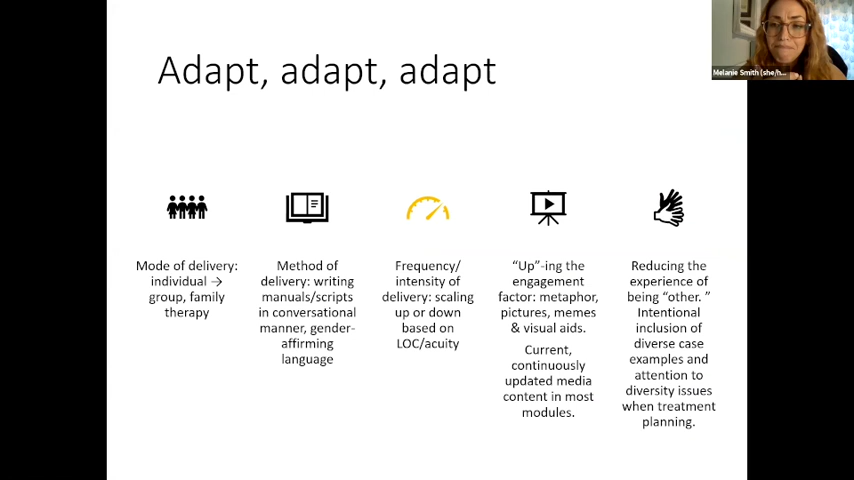 Adapt, adapt, adapt
Melanie Smith (she/h...
Mode of delivery:
individual →
group, family
therapy
Method of
delivery: writing
manuals/scripts
in conversational
manner, gender-
affirming
language
Frequency/
intensity of
delivery: scaling
up or down
based on
LOC/acuity
“Up”-ing the
engagement
factor: metaphor,
pictures, memes
& visual aids.
Current,
continuously
updated media
content in most
modules.
Reducing the
experience of
being “other. ”
Intentional
inclusion of
diverse case
examples and
attention to
diversity issues
when treatment
planning.